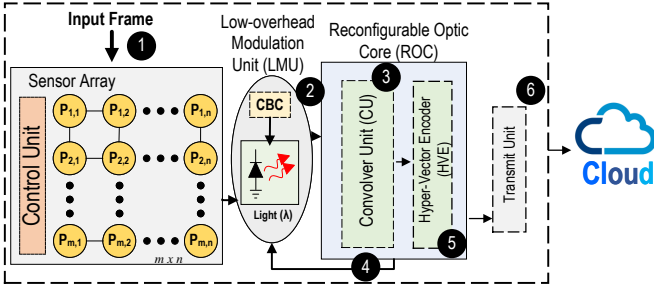 Input Frame
1
Sensor Array
Control Unit
P1,1
P1,2
P1,n
P2,1
P2,2
P2,n
Pm,1
Pm,2
Pm,n
m x n
Low-overhead
Modulation
Unit (LMU)
2
CBC
Light (λ)
Reconfigurable Optic
Core (ROC)
3
Convolver Unit (CU)
Hyper-Vector Encoder
(HVE)
4
5
6
Transmit Unit
Cloud